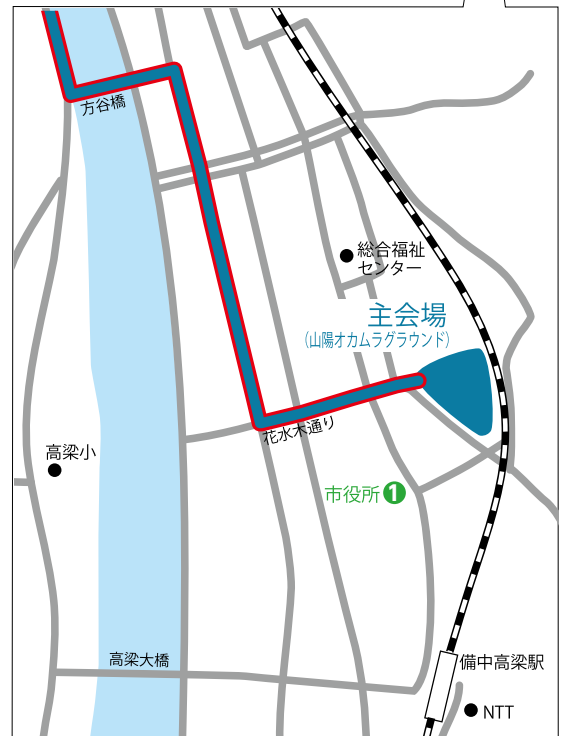 方谷橋
総合福祉
センター
主会場
(山陽オカムラグラウンド)
花水木通り
高梁小
市役所 1
高梁大橋
備中高梁駅
NTT